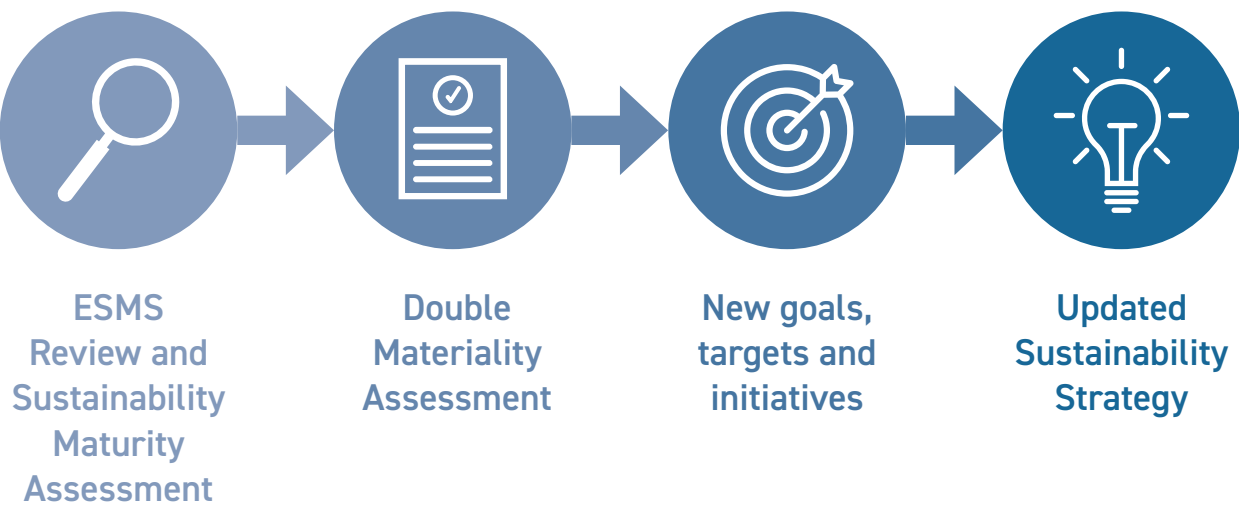 ESMS
Review and
Sustainability
Maturity
Assessment
Double
Materiality
Assessment
New goals,
targets and
initiatives
Updated
Sustainability
Strategy